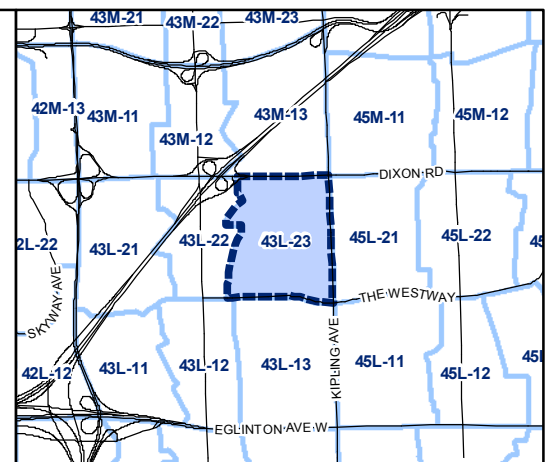 43M-21
43M-22
43M-23
42M-13
43M-11
43M-12
43M-13
45M-11
45M-12
DIXON RD
2L-22
43L-21
43L-22
43L-23
45L-21
45L-22
45
SKYWAY AVE
THE WESTWAY
42L-12
43L-11
43L-12
43L-13
KIPLING AVE
45L-11
45L-12
45L
EGLINTON AVE W